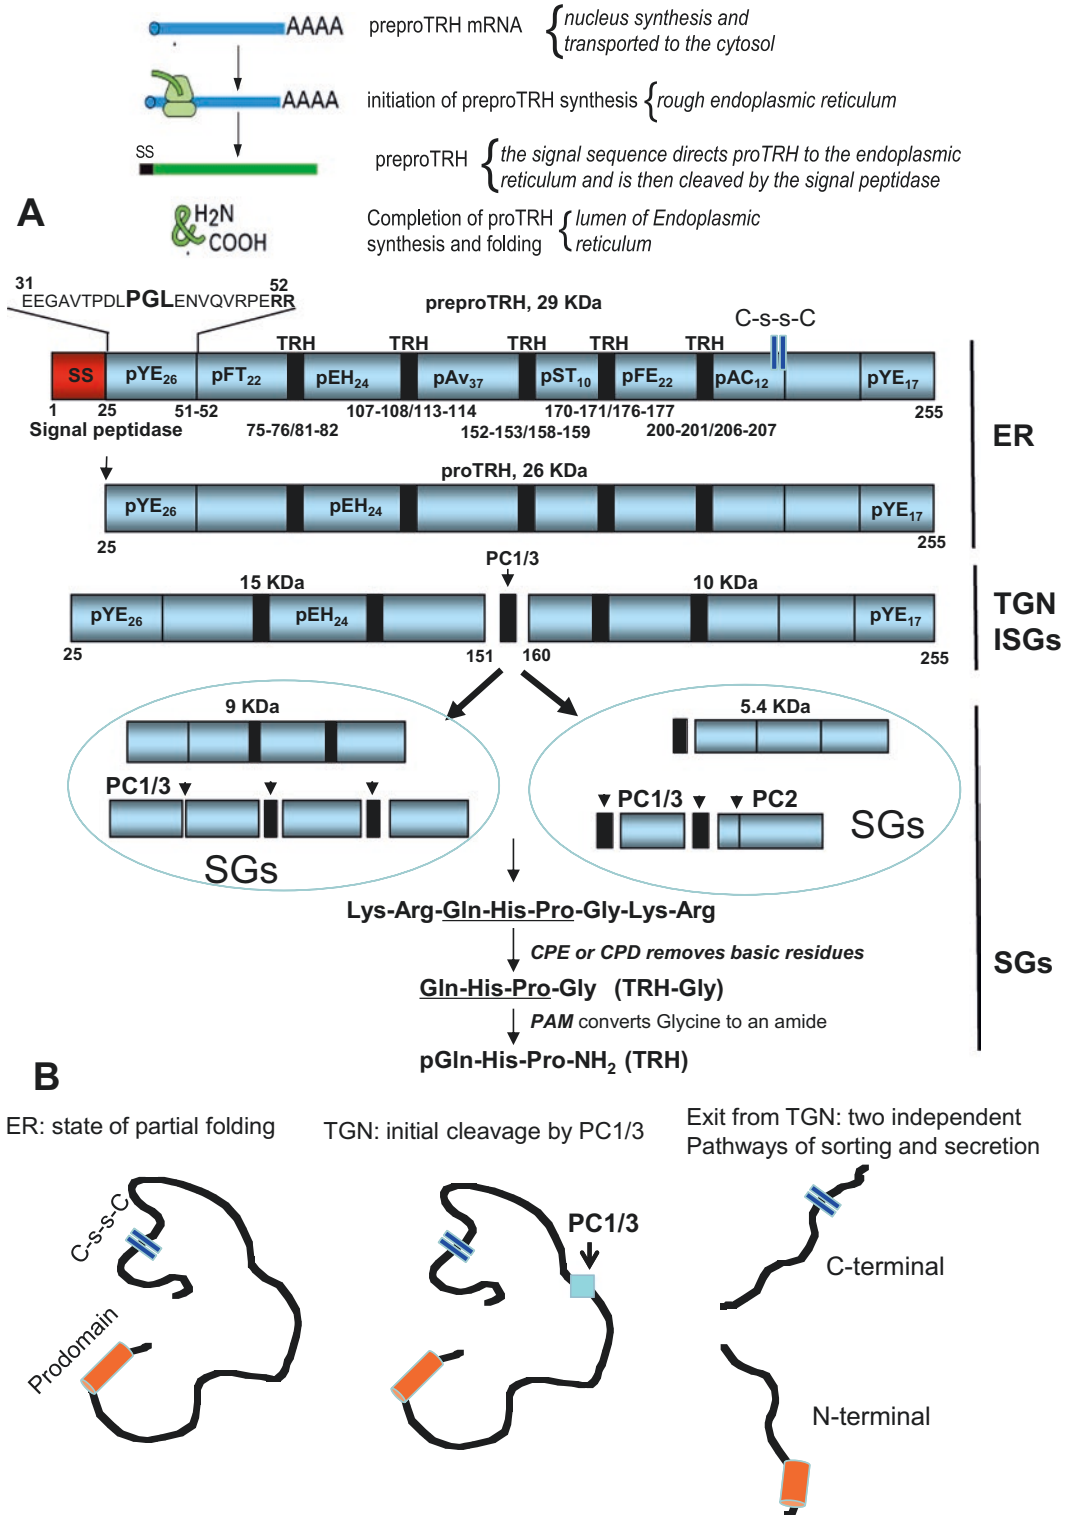 AAAA
preproTRH mRNA
nucleus synthesis and
transported to the cytosol
AAAA
initiation of preproTRH synthesis
rough endoplasmic reticulum
SS
preproTRH
the signal sequence directs proTRH to the endoplasmic
reticulum and is then cleaved by the signal peptidase
A
H2N
COOH
Completion of proTRH
synthesis and folding
lumen of Endoplasmic
reticulum
31
52
EEGAVTPDLPGLENVQVRPERR
preproTRH, 29 KDa
C-s-s-C
TRH TRH TRH TRH TRH
SS pYE26 pFT22 pEH24 pAv37 pST10 pFE22 pAC12 pYE17
1 25 51-52 107-108/113-114 170-171/176-177 255
Signal peptidase
75-76/81-82 152-153/158-159 200-201/206-207
ER
proTRH, 26 KDa
pYE26 pEH24 pYE17
25 255
PC1/3
15 KDa 10 KDa
pYE26 pEH24 pYE17
25 151 160 255
TGN
ISGs
9 KDa
5.4 KDa
PC1/3
PC1/3 PC2
SGs
SGs
Lys-Arg-Gln-His-Pro-Gly-Lys-Arg
CPE or CPD removes basic residues
Gln-His-Pro-Gly (TRH-Gly)
PAM converts Glycine to an amide
pGln-His-Pro-NH2 (TRH)
SGs
B
ER: state of partial folding
TGN: initial cleavage by PC1/3
Exit from TGN: two independent
Pathways of sorting and secretion
C-s-s-C
Prodomain
PC1/3
C-terminal
N-terminal